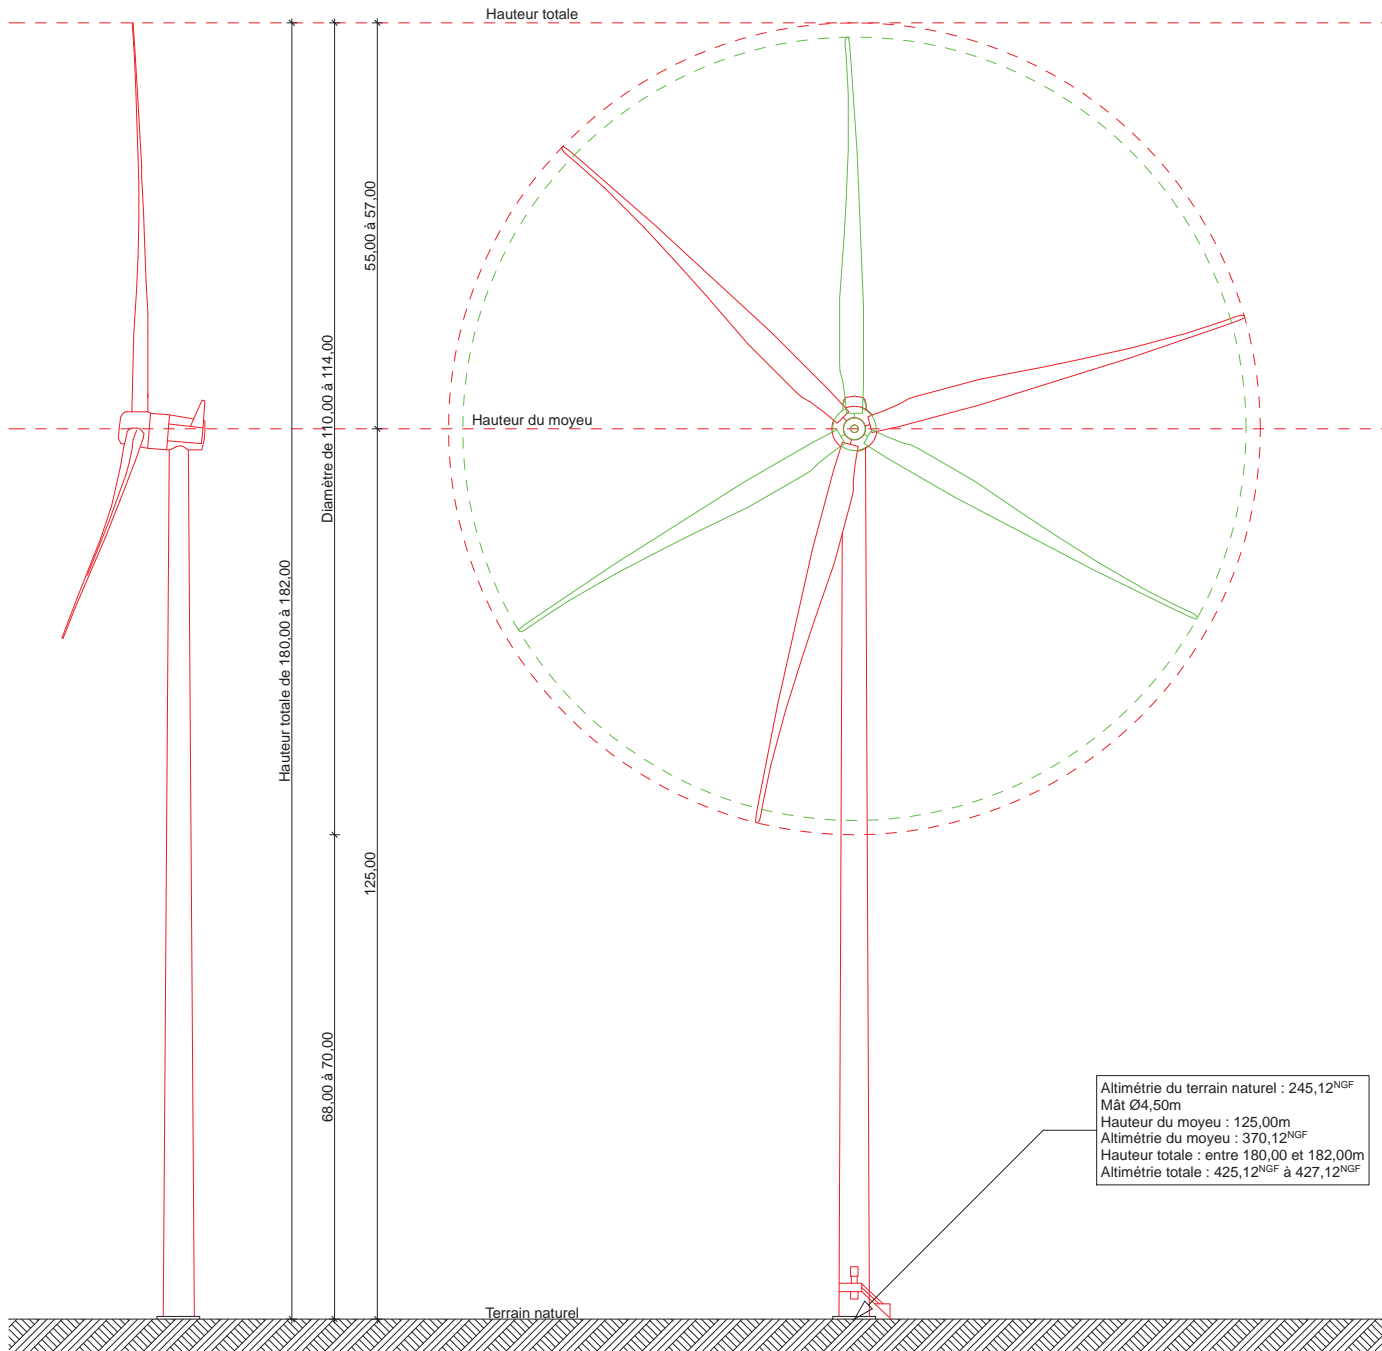 Hauteur totale
55,00 à 57,00
Diamètre de 110.00 à 114,00
Hauteur du moyeu
Hauteur totale de 180,00 à 182,00
125,00
68,00 à 70,00
Altimétrie du terrain naturel : 245,12NGF
Mât Ø4,50m
Hauteur du moyeu : 125,00m
Altimétrie du moyeu : 370,12NGF
Hauteur totale : entre 180,00 et 182,00m
Altimétrie totale : 425,12NGF à 427,12NGF
Terrain naturel